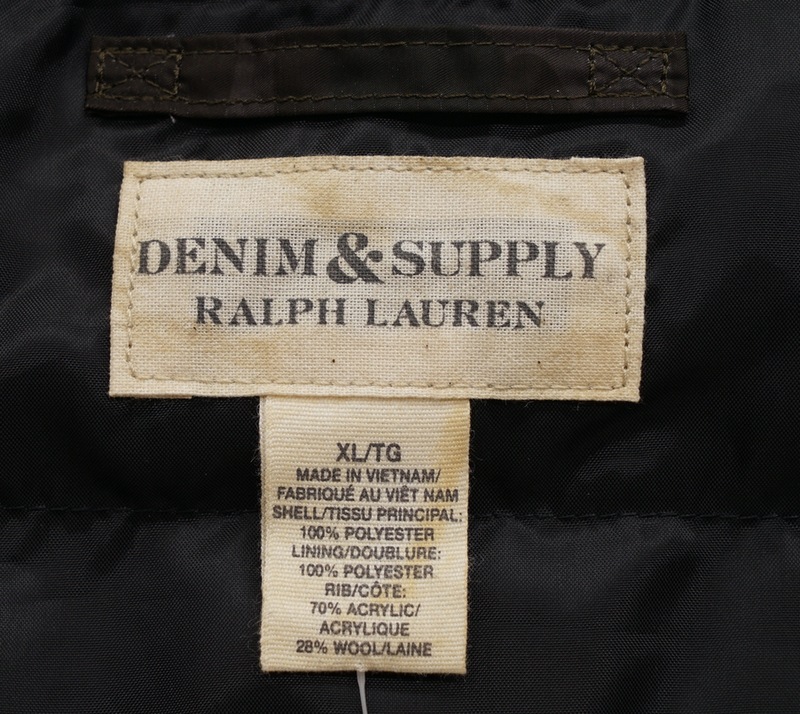 DENIM & SUPPLY
RALPH LAUREN
XL/TG
MADE IN VIETNAM/
FABRIQUÉ AU VIÊT NAM
SHELL/TISSU PRINCIPAL:
100% POLYESTER
LINING/DOUBLURE:
100% POLYESTER
RIB/CÔTE:
70% ACRYLIC/
ACRYLIQUE
28% WOOL/LAINE